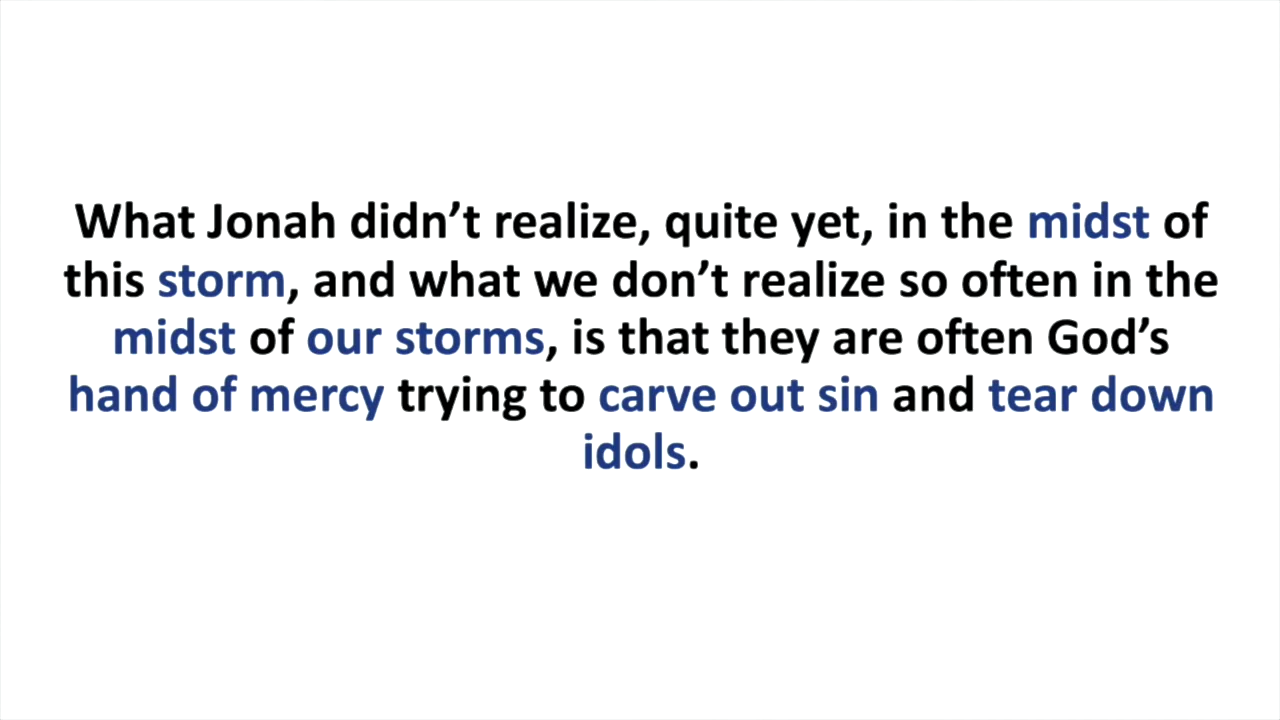 What Jonah didn’t realize, quite yet, in the midst of
this storm, and what we don’t realize so often in the
midst of our storms, is that they are often God’s
hand of mercy trying to carve out sin and tear down
idols.